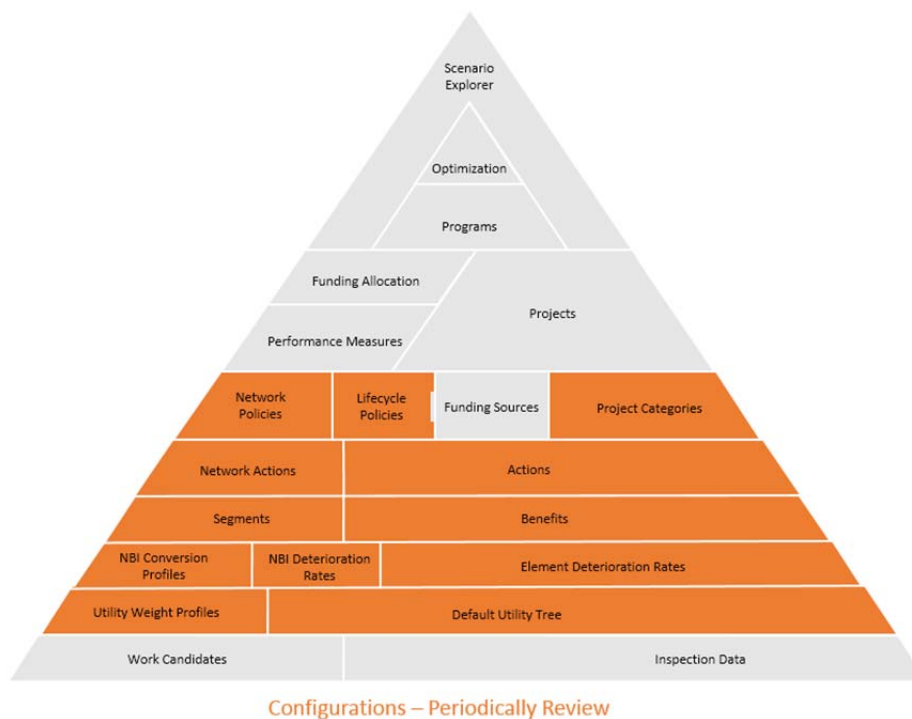 Scenario
Explorer
Optimization
Programs
Funding Allocation
Projects
Performance Measures
Network
Policies
Lifecycle
Policies
Funding Sources
Project Categories
Network Actions
Actions
Segments
Benefits
NBI Conversion
Profiles
NBI Deterioration
Rates
Element Deterioration Rates
Utility Weight Profiles
Default Utility Tree
Work Candidates
Inspection Data
Configurations – Periodically Review